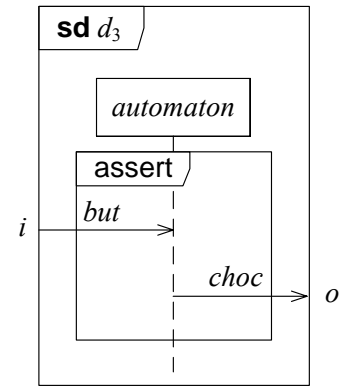 sd d₃
automaton
assert
but
i
choc
o